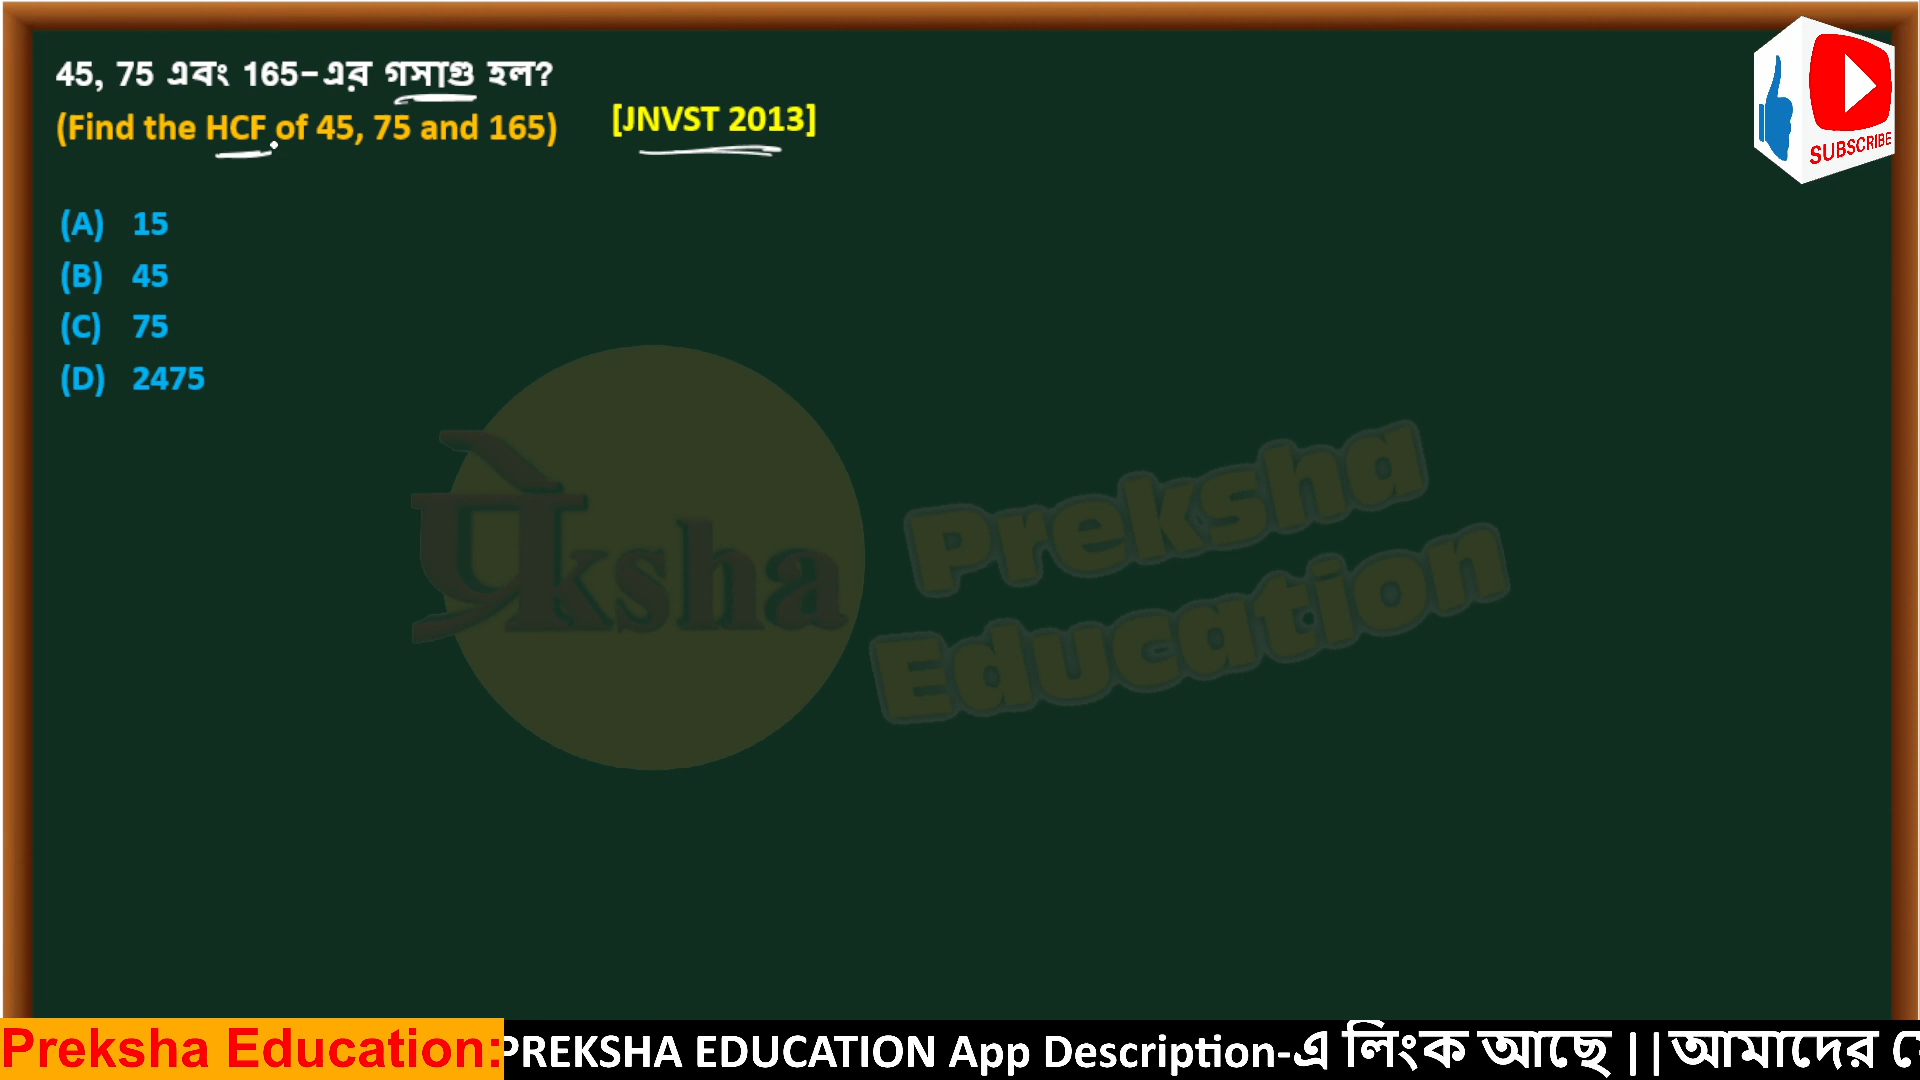 45, 75 এবং 165-এর গসাগু হল?
(Find the HCF of 45, 75 and 165)
[JNVST 2013]
(A) 15
(B) 45
(C) 75
(D) 2475
SUBSCRIBE
प्रेksha
Preksha
Education
Preksha Education:
PREKSHA EDUCATION App Description-এ লিংক আছে ||আমাদের